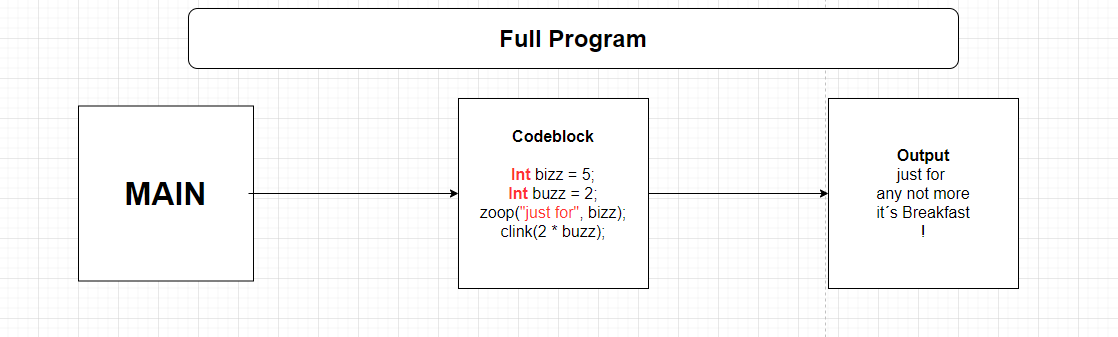 Full Program
MAIN
Codeblock
Int bizz = 5;
Int buzz = 2;
zoop("just for", bizz);
clink(2 * buzz);
Output
just for
any not more
it´s Breakfast
!